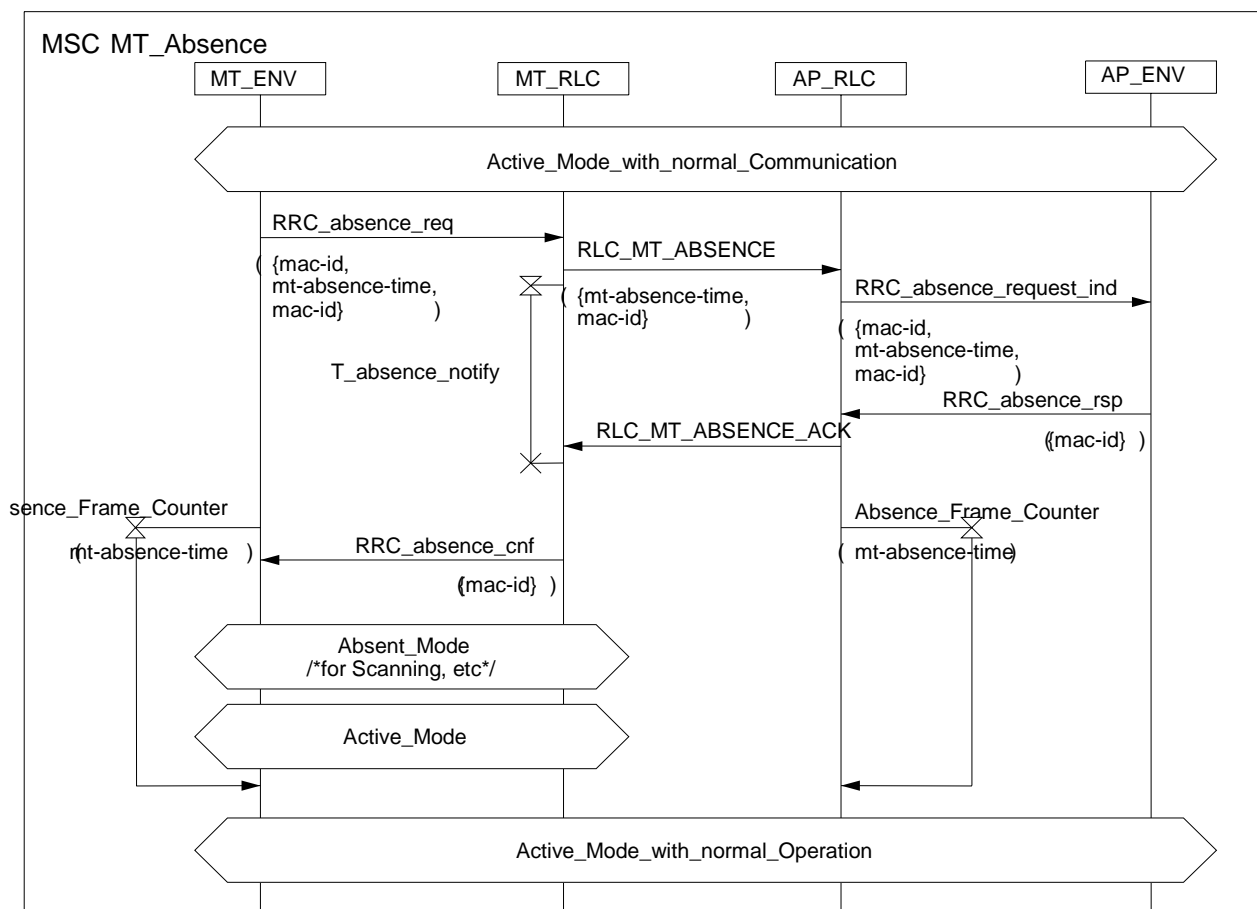 MSC MT_Absence
MT_ENV
MT_RLC
AP_RLC
AP_ENV
Active_Mode_with_normal_Communication
RRC_absence_req
( {mac-id,
mt-absence-time,
mac-id} )
RLC_MT_ABSENCE
( {mt-absence-time,
mac-id} )
RRC_absence_request_ind
( {mac-id,
mt-absence-time,
mac-id} )
T_absence_notify
RRC_absence_rsp
({mac-id} )
RLC_MT_ABSENCE_ACK
sence_Frame_Counter
(mt-absence-time )
Absence_Frame_Counter
( mt-absence-time)
RRC_absence_cnf
({mac-id} )
Absent_Mode
/*for Scanning, etc*/
Active_Mode
Active_Mode_with_normal_Operation